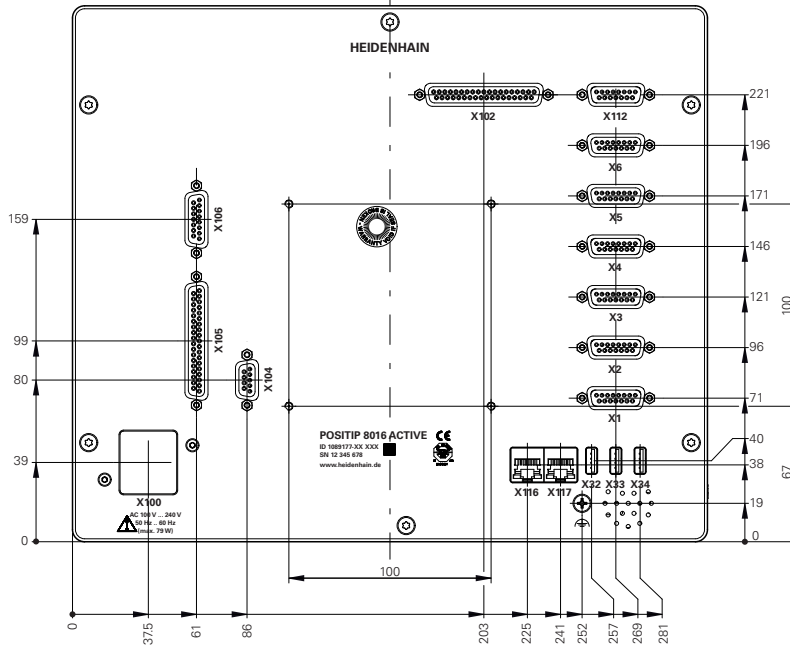 HEIDENHAIN
X102
X112
221
X6
196
X5
171
X106
159
X4
146
X3
121
100
X105
99
X2
96
X104
80
X1
71
POSITIP 8016 ACTIVE CE
ID 1089177-XX XXX
SN 12 345 678
www.heidenhain.de
40
39
38
67
X116 X117 X32 X33 X34
X100
19
AC 100 V ... 240 V
50 Hz .. 60 Hz
(max. 79 W)
0
0
100
0 37.5 61 86 203 225 241 252 257 269 281